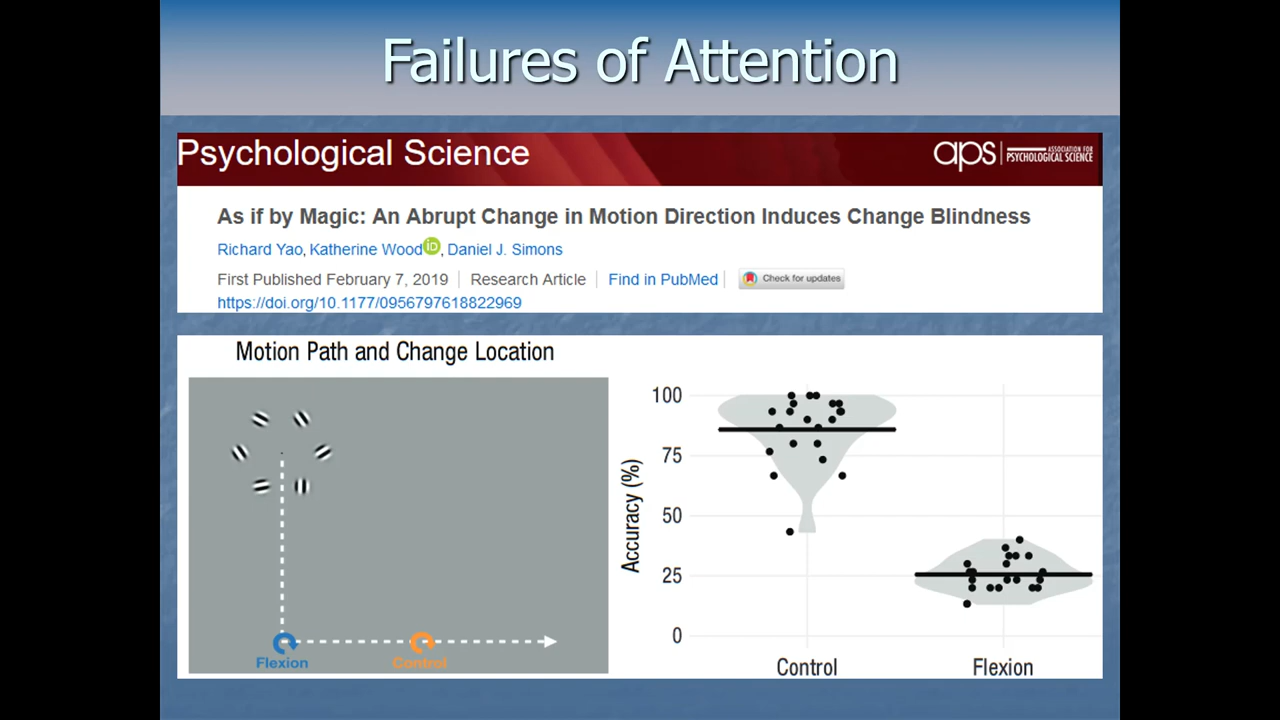 Failures of Attention
Psychological Science
aps ASSOCIATION FOR
PSYCHOLOGICAL SCIENCE
As if by Magic: An Abrupt Change in Motion Direction Induces Change Blindness
Richard Yao, Katherine Wood iD, Daniel J. Simons
First Published February 7, 2019 | Research Article | Find in PubMed | Check for updates
https://doi.org/10.1177/0956797618822969
Motion Path and Change Location
Flexion
Control
Accuracy (%)
100
75
50
25
0
Control
Flexion